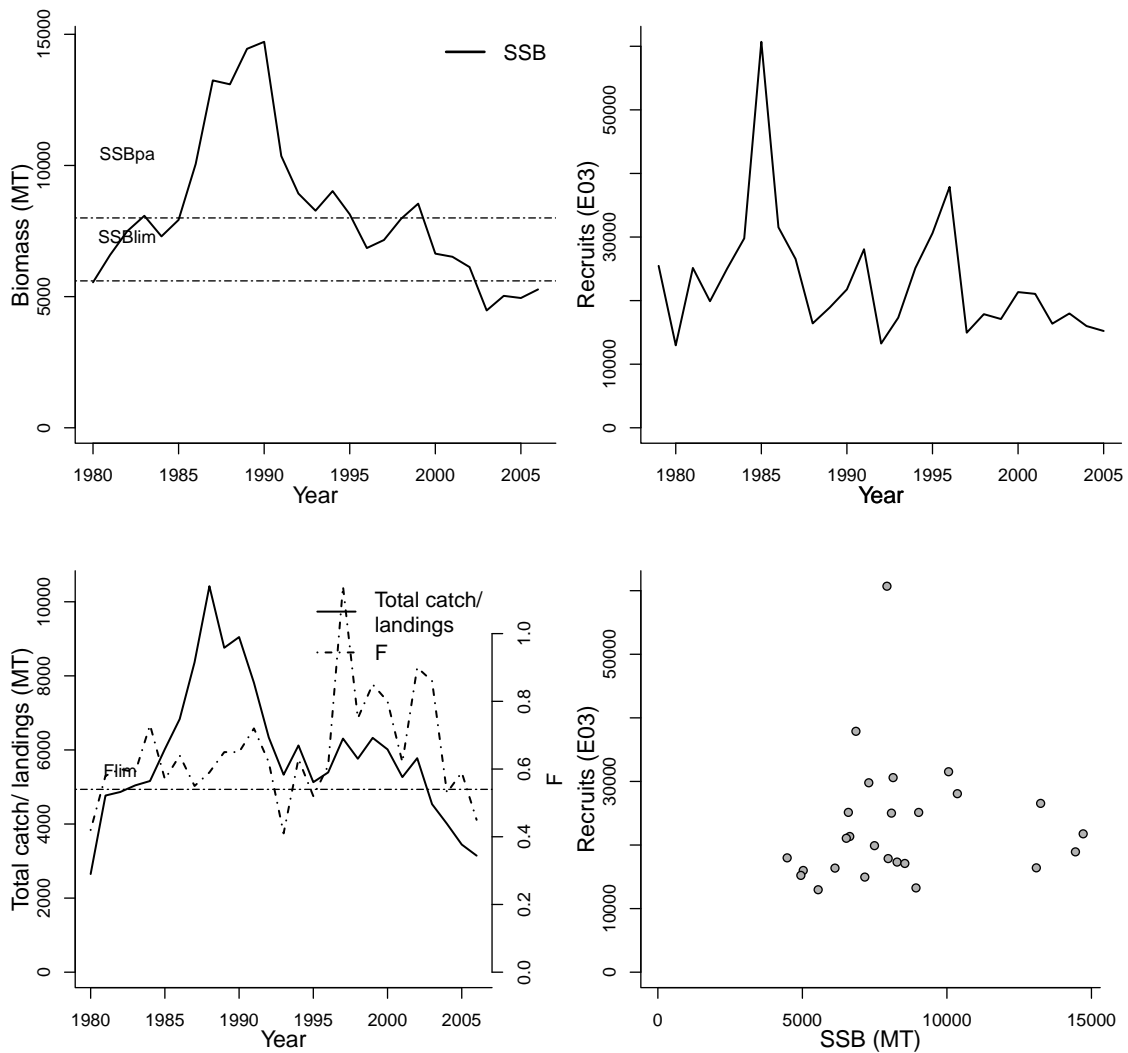 SSB
SSBpa
SSBlim
Biomass (MT)
0
5000
10000
15000
1980
1985
1990
1995
2000
2005
Year
Recruits (E03)
0
10000
30000
50000
1980
1985
1990
1995
2000
2005
Year
Total catch/
landings
F
Flim
Total catch/ landings (MT)
0
2000
4000
6000
8000
10000
F
0.0
0.2
0.4
0.6
0.8
1.0
1980
1985
1990
1995
2000
2005
Year
Recruits (E03)
0
10000
30000
50000
0
5000
10000
15000
SSB (MT)